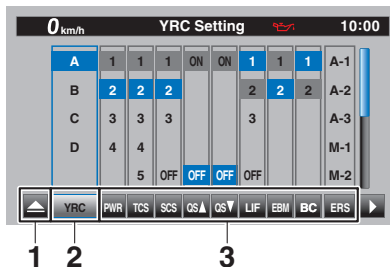 0 km/h YRC Setting 10:00
A 1 1 1 ON ON 1 1 1 A-1
B 2 2 2 2 2 2 A-2
C 3 3 3 3 A-3
D 4 4 M-1
5 OFF OFF OFF OFF M-2
YRC PWR TCS SCS QS▲ QS▼ LIF EBM BC ERS
1 2 3